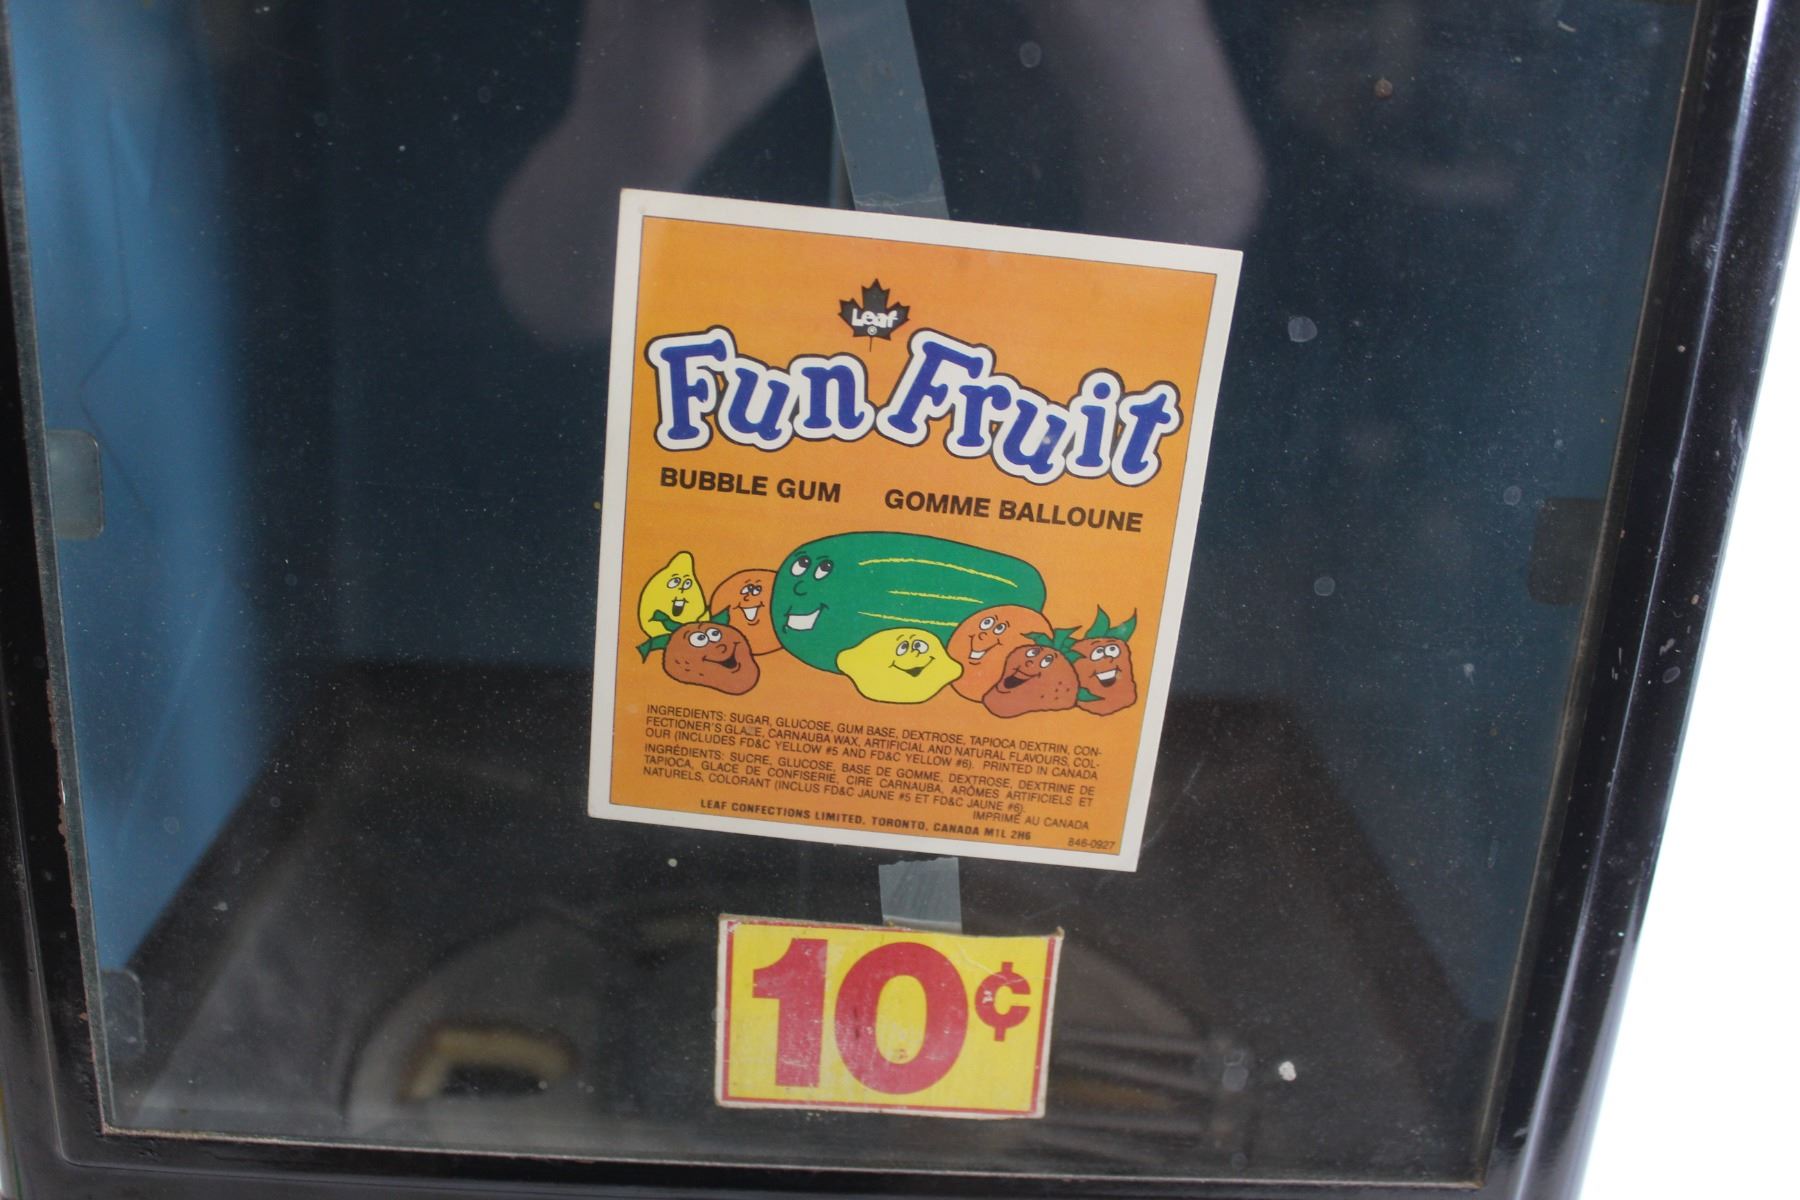 Leaf
®
Fun Fruit
BUBBLE GUM GOMME BALLOUNE
INGREDIENTS: SUGAR, GLUCOSE, GUM BASE, DEXTROSE, TAPIOCA DEXTRIN, CON-
FECTIONER'S GLAZE, CARNAUBA WAX, ARTIFICIAL AND NATURAL FLAVOURS, COL-
OUR (INCLUDES FD&C YELLOW #5 AND FD&C YELLOW #6). PRINTED IN CANADA
INGRÉDIENTS: SUCRE, GLUCOSE, BASE DE GOMME, DEXTROSE, DEXTRINE DE
TAPIOCA, GLACE DE CONFISERIE, CIRE CARNAUBA, ARÔMES ARTIFICIELS ET
NATURELS, COLORANT (INCLUS FD&C JAUNE #5 ET FD&C JAUNE #6).
IMPRIMÉ AU CANADA
LEAF CONFECTIONS LIMITED, TORONTO, CANADA M1L 2H6
846-0927
10¢